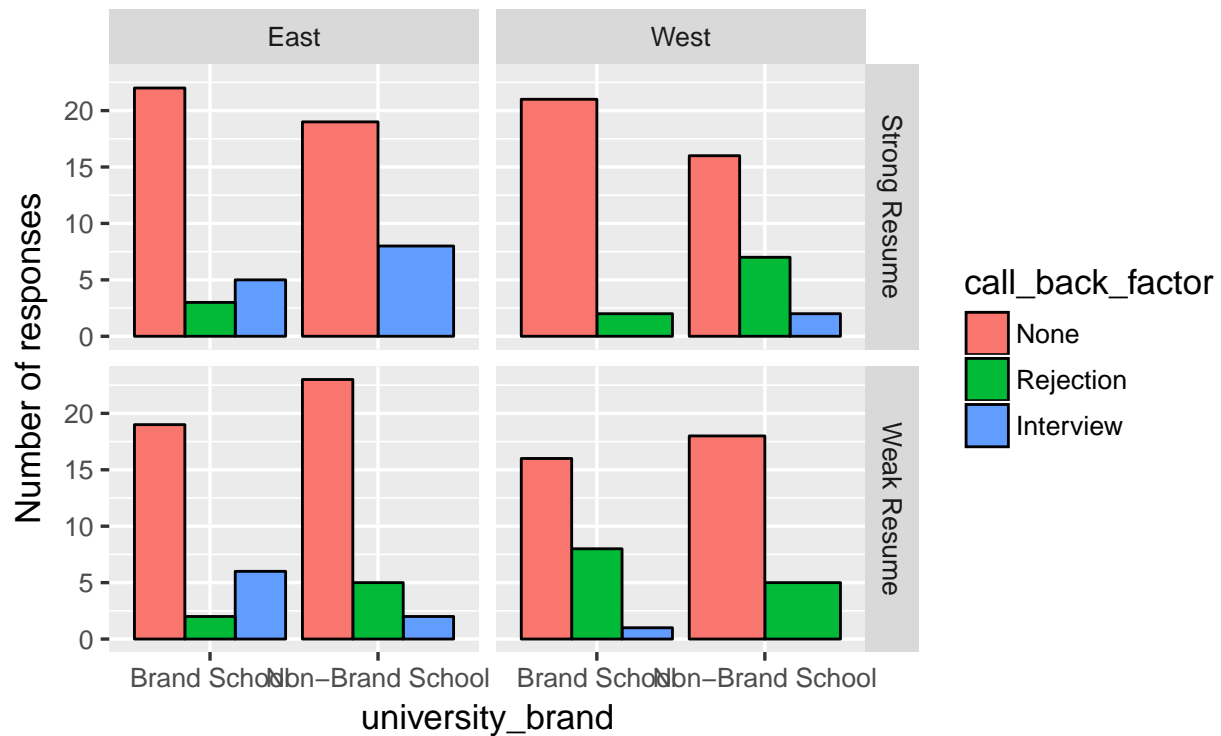 East
West
Number of responses
20
15
10
5
0
Strong Resume
20
15
10
5
0
Weak Resume
Brand School
Non−Brand School
Brand School
Non−Brand School
university_brand
call_back_factor
None
Rejection
Interview